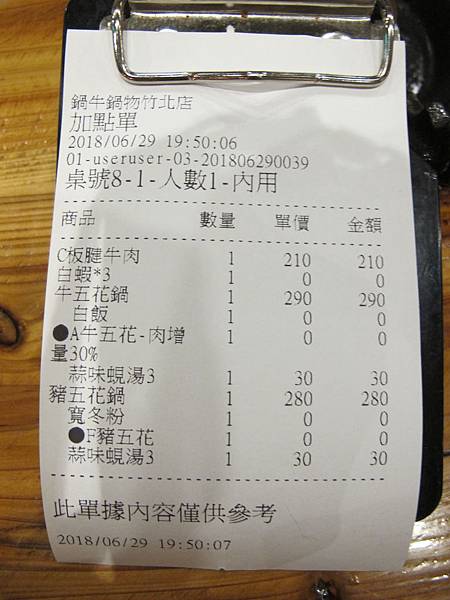 鍋牛鍋物竹北店
加點單
2018/06/29 19:50:06
01-useruser-03-201806290039
桌號8-1-人數1-內用
商品 數量 單價 金額
C板腱牛肉 1 210 210
白蝦*3 1 0 0
牛五花鍋 1 290 290
白飯 1 0 0
●A牛五花-肉增 1 0 0
量30%
蒜味蜆湯3 1 30 30
豬五花鍋 1 280 280
寬冬粉 1 0 0
●F豬五花 1 0 0
蒜味蜆湯3 1 30 30
此單據內容僅供參考
2018/06/29 19:50:07